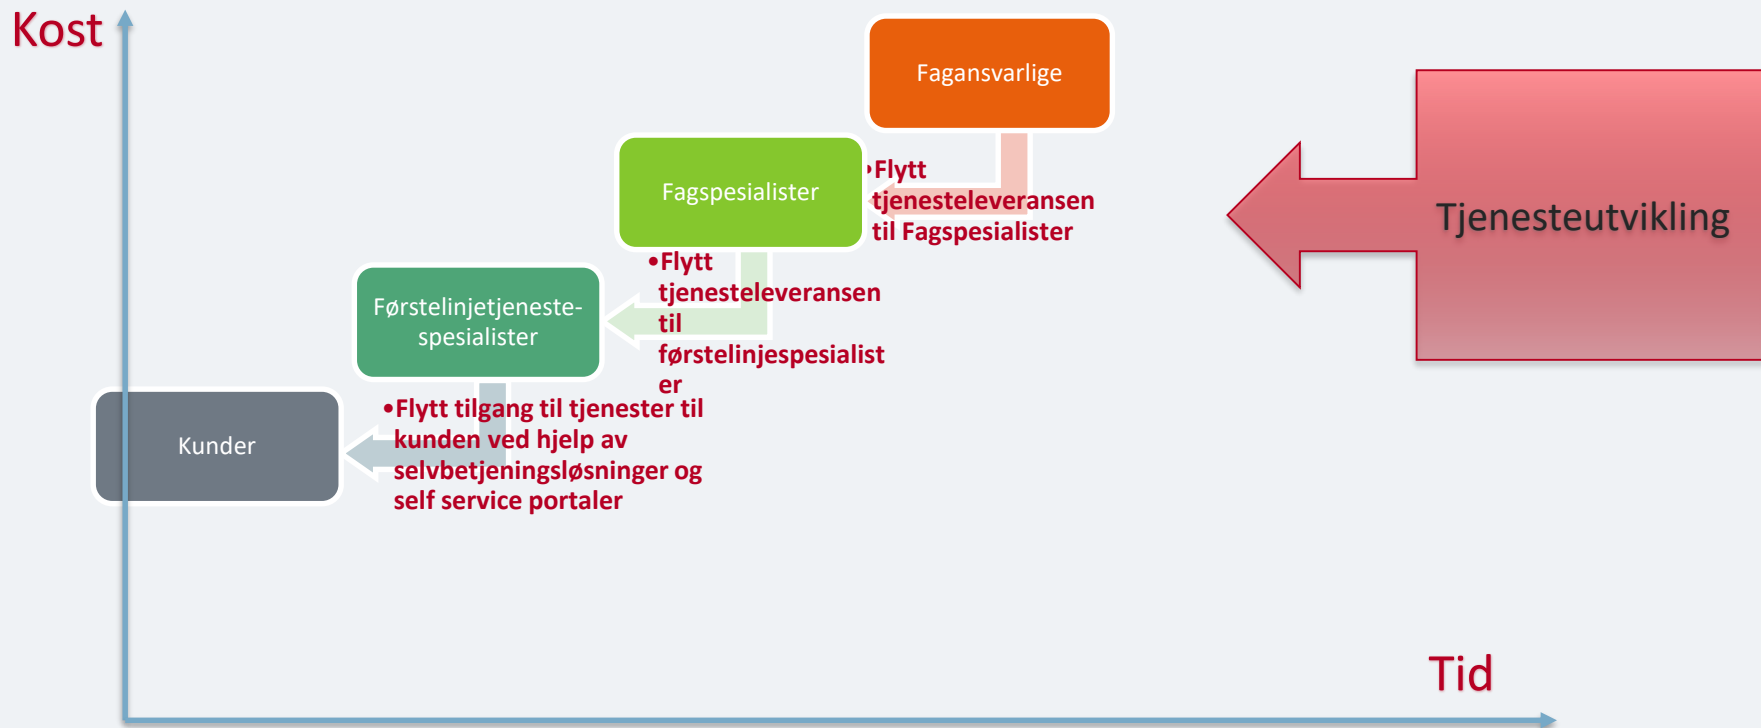 Kost
Fagansvarlige
Fagspesialister
•Flytt
tjenesteleveransen
til Fagspesialister
Tjenesteutvikling
•Flytt
tjenesteleveransen
til
førstelinjespesialist
er
Førstelinjetjeneste-
spesialister
•Flytt tilgang til tjenester til
kunden ved hjelp av
selvbetjeningsløsninger og
self service portaler
Kunder
Tid